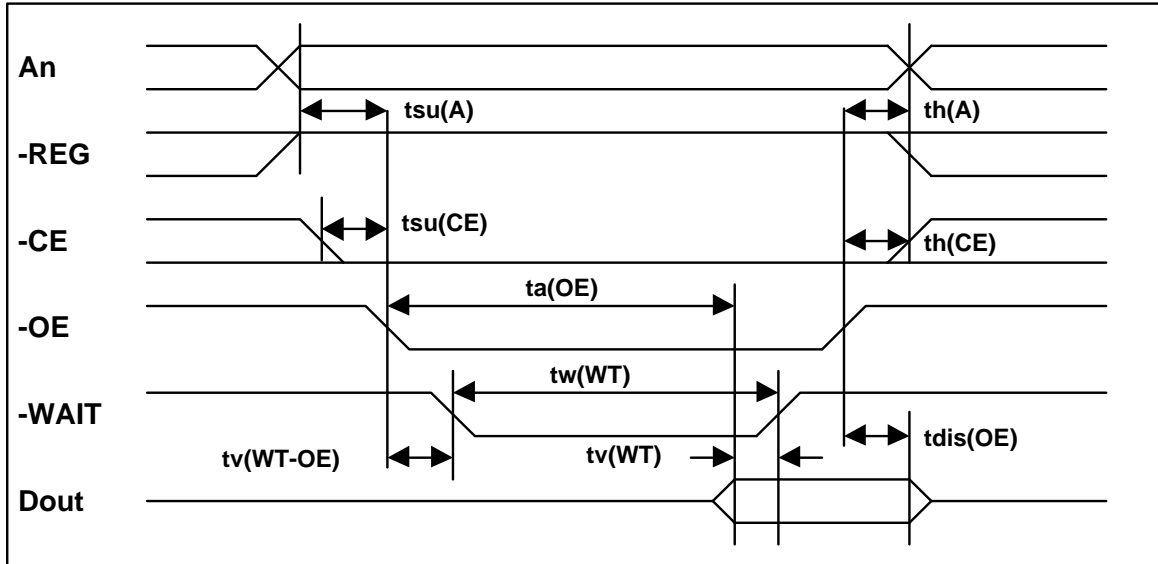 An
tsu(A)
th(A)
-REG
-CE
tsu(CE)
th(CE)
ta(OE)
-OE
tw(WT)
-WAIT
tv(WT-OE)
tv(WT)
tdis(OE)
Dout